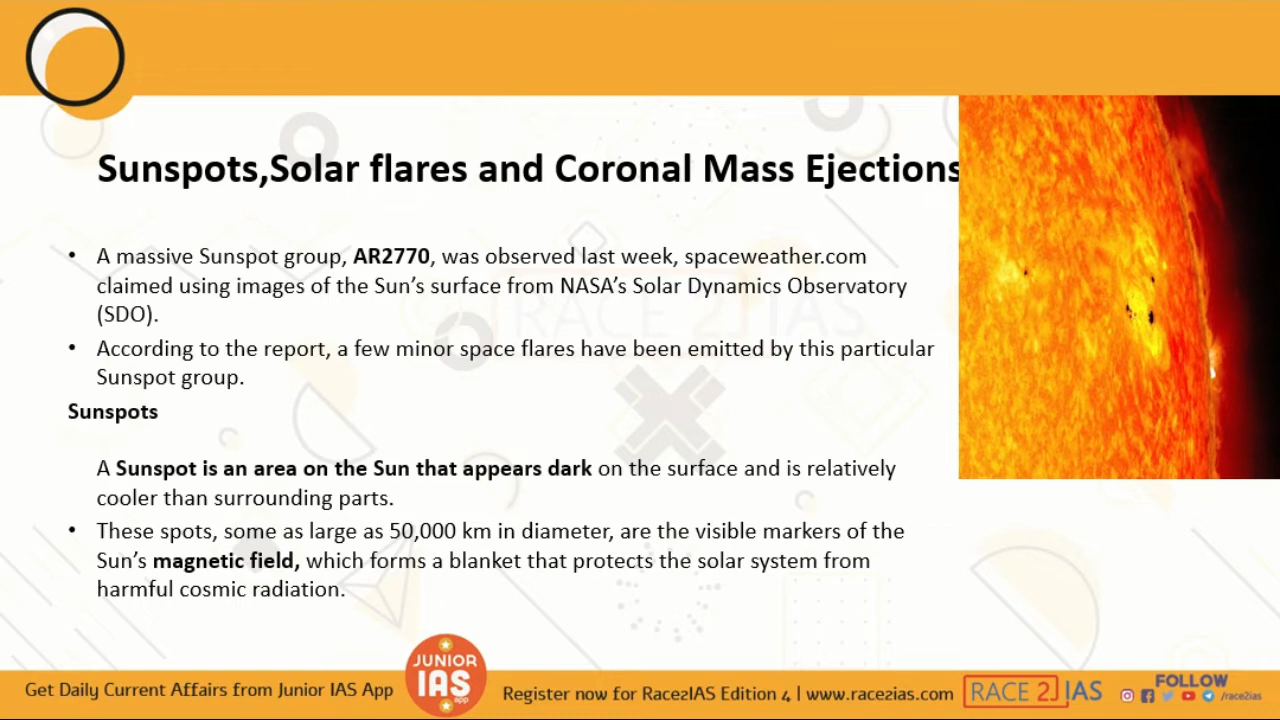 Sunspots,Solar flares and Coronal Mass Ejections
• A massive Sunspot group, AR2770, was observed last week, spaceweather.com
claimed using images of the Sun’s surface from NASA’s Solar Dynamics Observatory
(SDO).
• According to the report, a few minor space flares have been emitted by this particular
Sunspot group.
Sunspots
A Sunspot is an area on the Sun that appears dark on the surface and is relatively
cooler than surrounding parts.
• These spots, some as large as 50,000 km in diameter, are the visible markers of the
Sun’s magnetic field, which forms a blanket that protects the solar system from
harmful cosmic radiation.
RACE 2 IAS
Get Daily Current Affairs from Junior IAS App
JUNIOR
IAS
app
Register now for Race2IAS Edition 4 | www.race2ias.com
RACE 2 IAS
FOLLOW
/race2ias